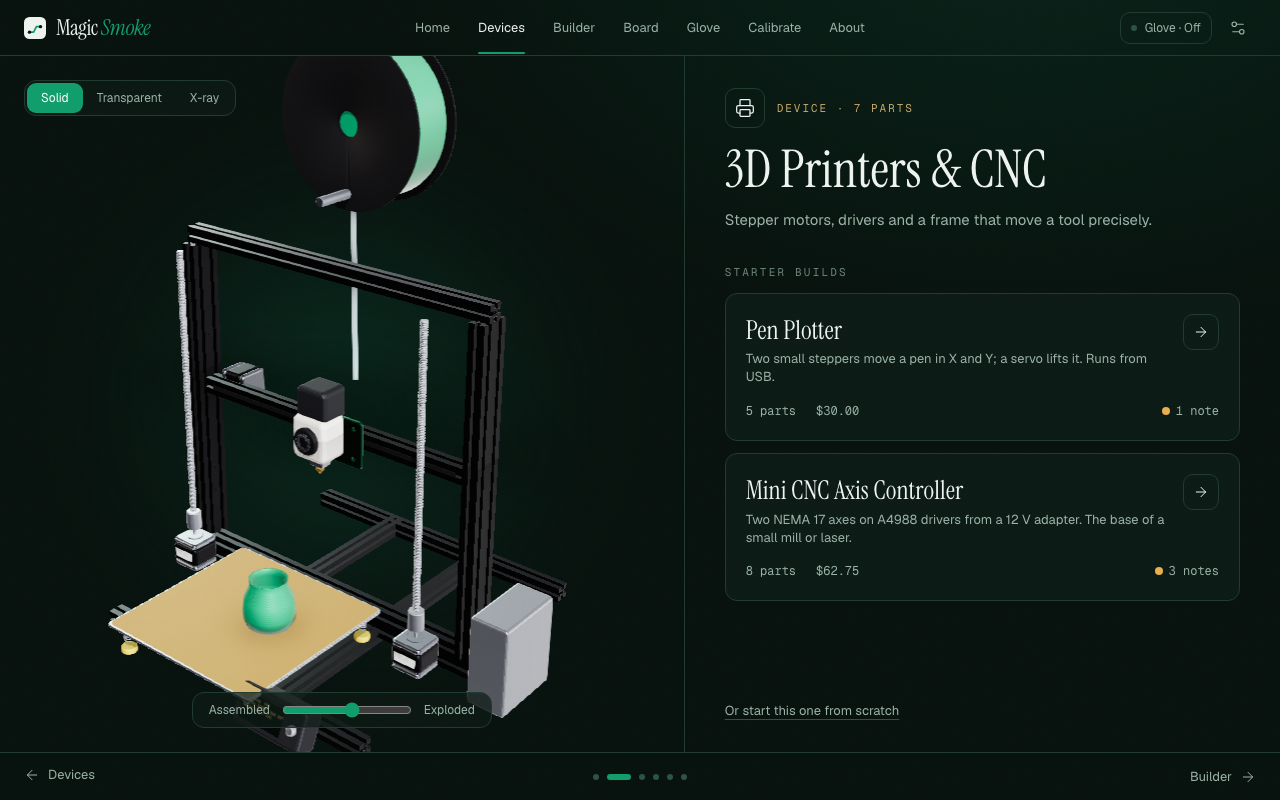 Magic Smoke
Home
Devices
Builder
Board
Glove
Calibrate
About
Glove · Off
Solid
Transparent
X-ray
DEVICE · 7 PARTS
3D Printers & CNC
Stepper motors, drivers and a frame that move a tool precisely.
STARTER BUILDS
Pen Plotter
Two small steppers move a pen in X and Y; a servo lifts it. Runs from
USB.
5 parts $30.00
1 note
Mini CNC Axis Controller
Two NEMA 17 axes on A4988 drivers from a 12 V adapter. The base of a
small mill or laser.
8 parts $62.75
3 notes
Assembled
Exploded
Or start this one from scratch
Devices
Builder